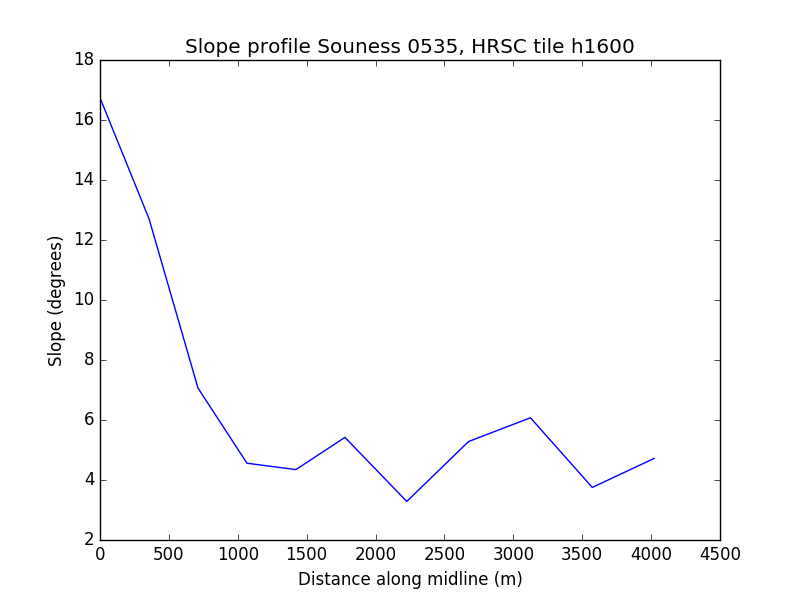 Slope profile Souness 0535, HRSC tile h1600
18
16
14
12
10
8
6
4
2
Slope (degrees)
0 500 1000 1500 2000 2500 3000 3500 4000 4500
Distance along midline (m)